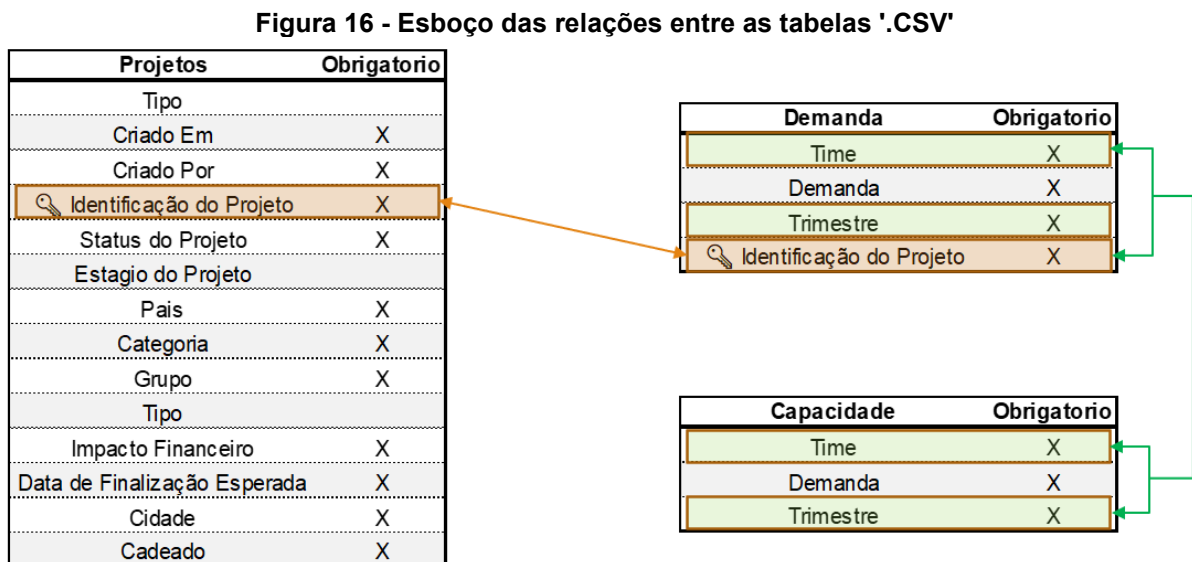 Figura 16 - Esboço das relações entre as tabelas '.CSV'
Projetos Obrigatorio
Tipo
Criado Em X
Criado Por X
Identificação do Projeto X
Status do Projeto X
Estagio do Projeto
Pais X
Categoria X
Grupo X
Tipo
Impacto Financeiro X
Data de Finalização Esperada X
Cidade X
Cadeado X
Demanda Obrigatorio
Time X
Demanda X
Trimestre X
Identificação do Projeto X
Capacidade Obrigatorio
Time X
Demanda X
Trimestre X